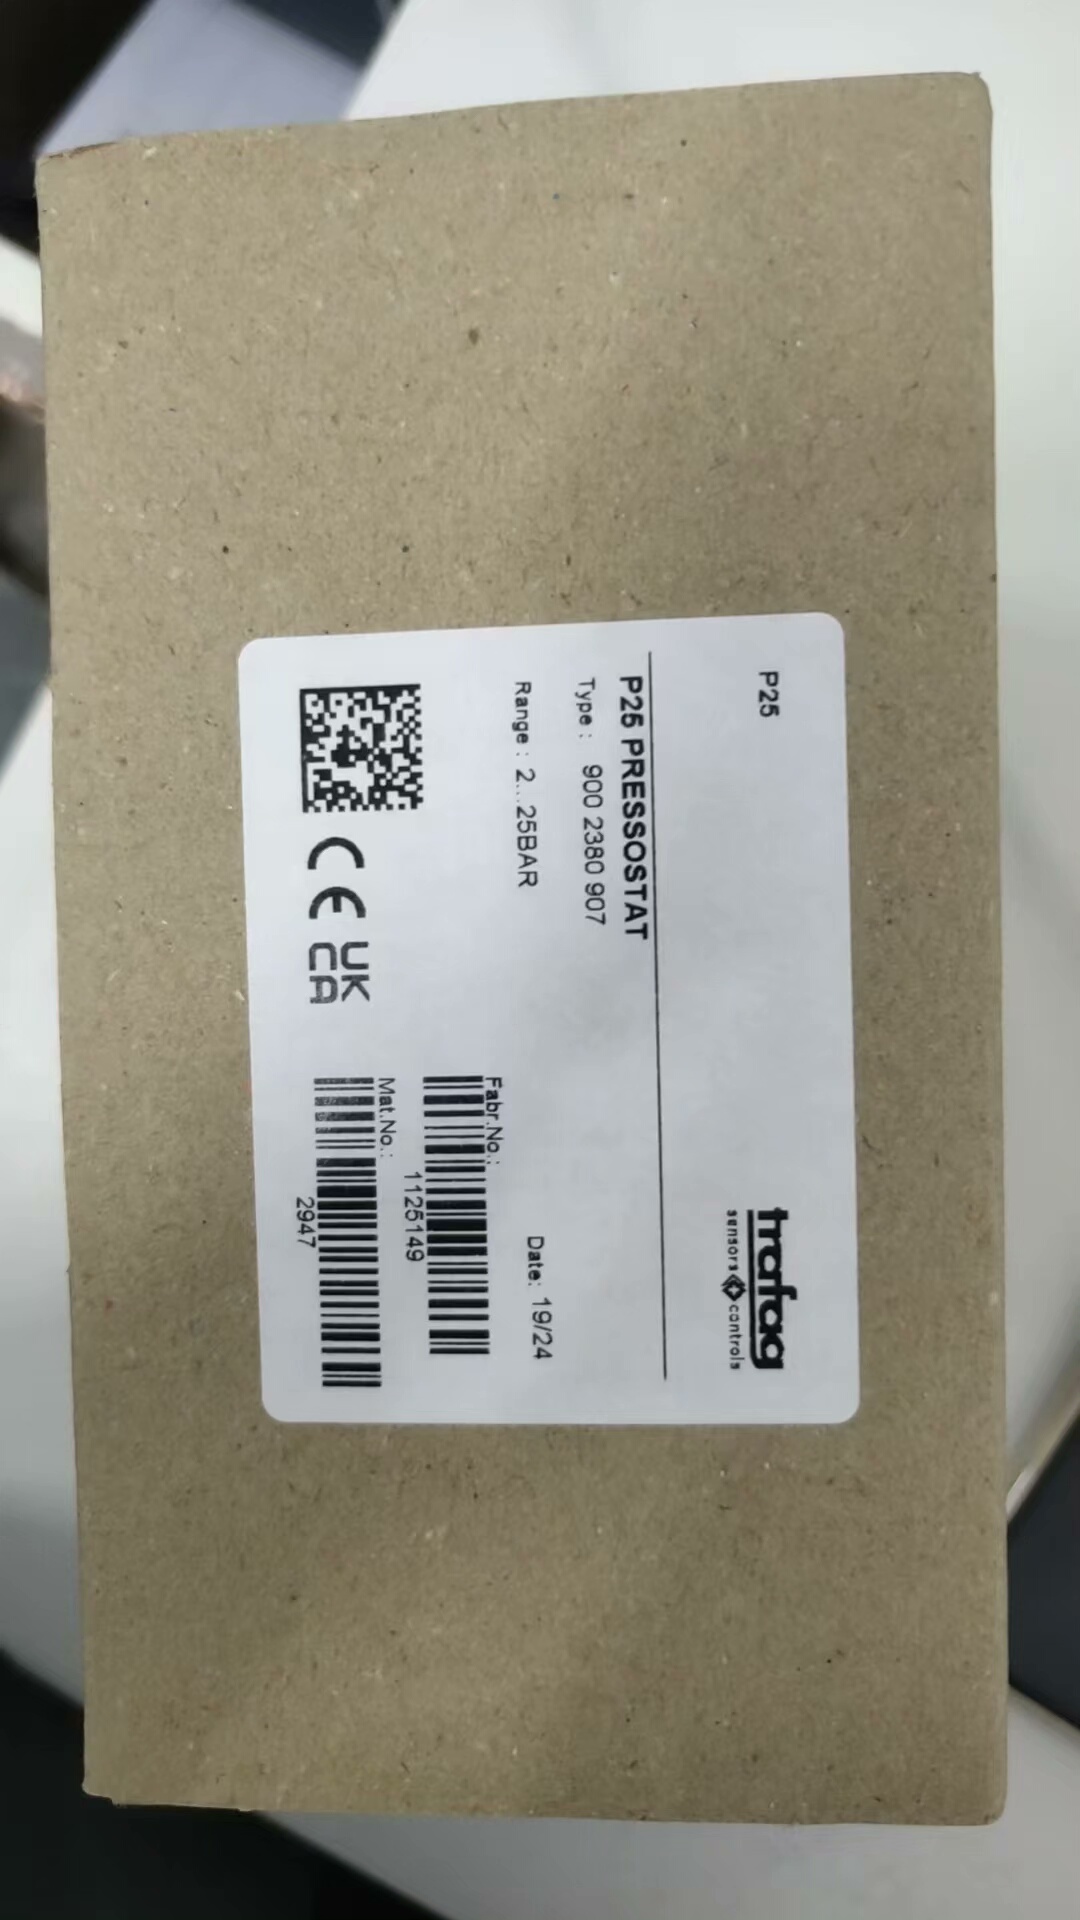 P25
trafag
sensors controls
P25 PRESSOSTAT
Type : 900 2380 907
Range : 2...25BAR
Date: 19/24
Fabr.No.:
1125149
Mat.No.:
2947
CE UK
CA